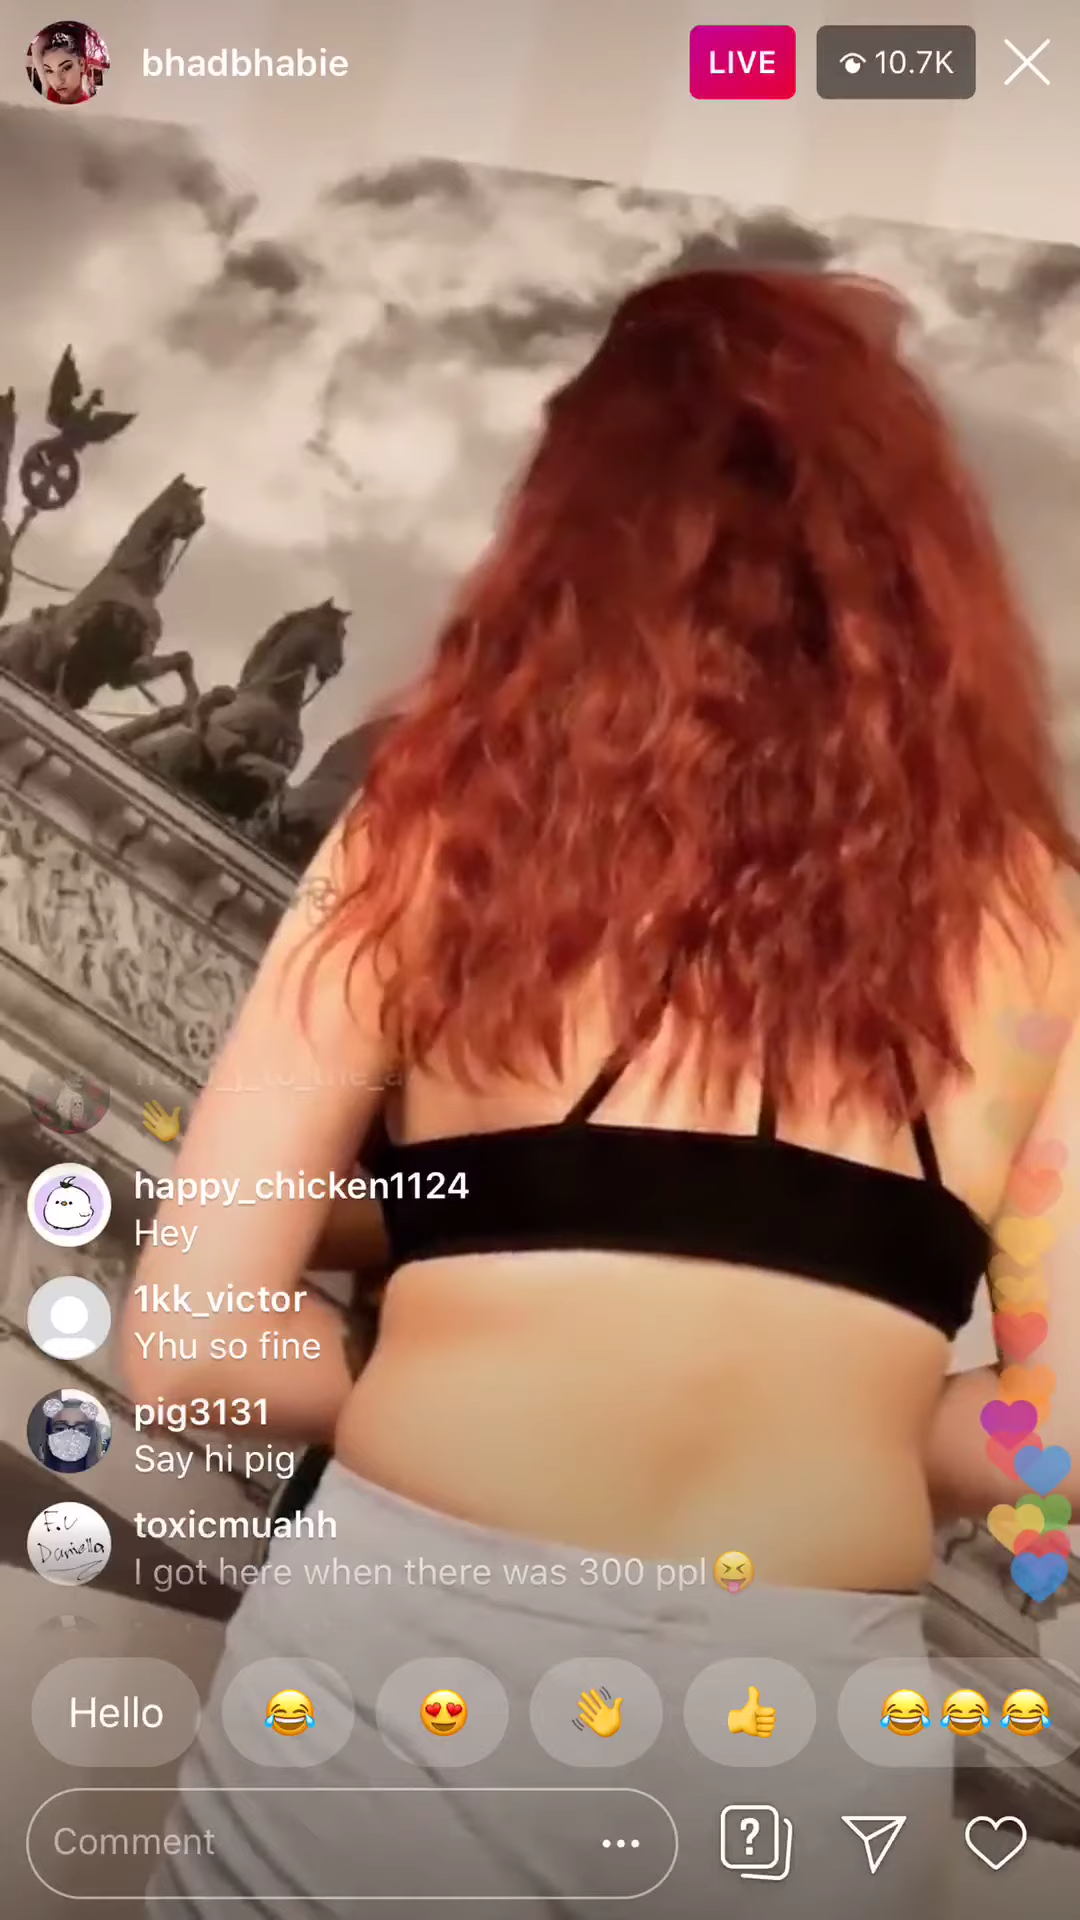 bhadbhabie
LIVE
10.7K
👋
happy_chicken1124
Hey
1kk_victor
Yhu so fine
pig3131
Say hi pig
F.U
Daniella
toxicmuahh
I got here when there was 300 ppl😝
Hello
😂
😍
👋
👍
😂😂😂
Comment